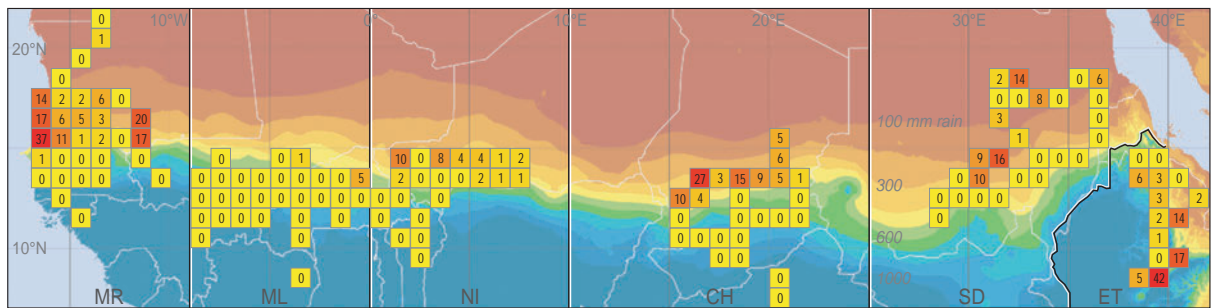 0 10°W 0° 10°E 20°E 30°E 40°E
1
20°N
0
0 2 14 0 6
14 2 2 6 0 0 0 8 0 0
17 6 5 3 20 100 mm rain 3 0
37 11 1 2 0 17 5 1 0
1 0 0 0 0 0 0 1 10 0 8 4 4 1 2 6 9 16 0 0 0 0 0
0 0 0 0 0 0 0 0 0 0 0 0 0 5 2 0 0 0 2 1 1 27 3 15 9 5 1 300 0 10 0 0 6 3 0
0 0 0 0 0 0 0 0 0 0 0 0 0 0 10 4 0 0 0 0 0 0 3 2
0 0 0 0 0 0 0 0 0 0 0 0 0 0 0 0 2 14
10°N 0 0 0 0 0 0 0 0 600 1
0 0 0 0 17
0 0 1000 5 42
MR ML NI CH 0 SD ET